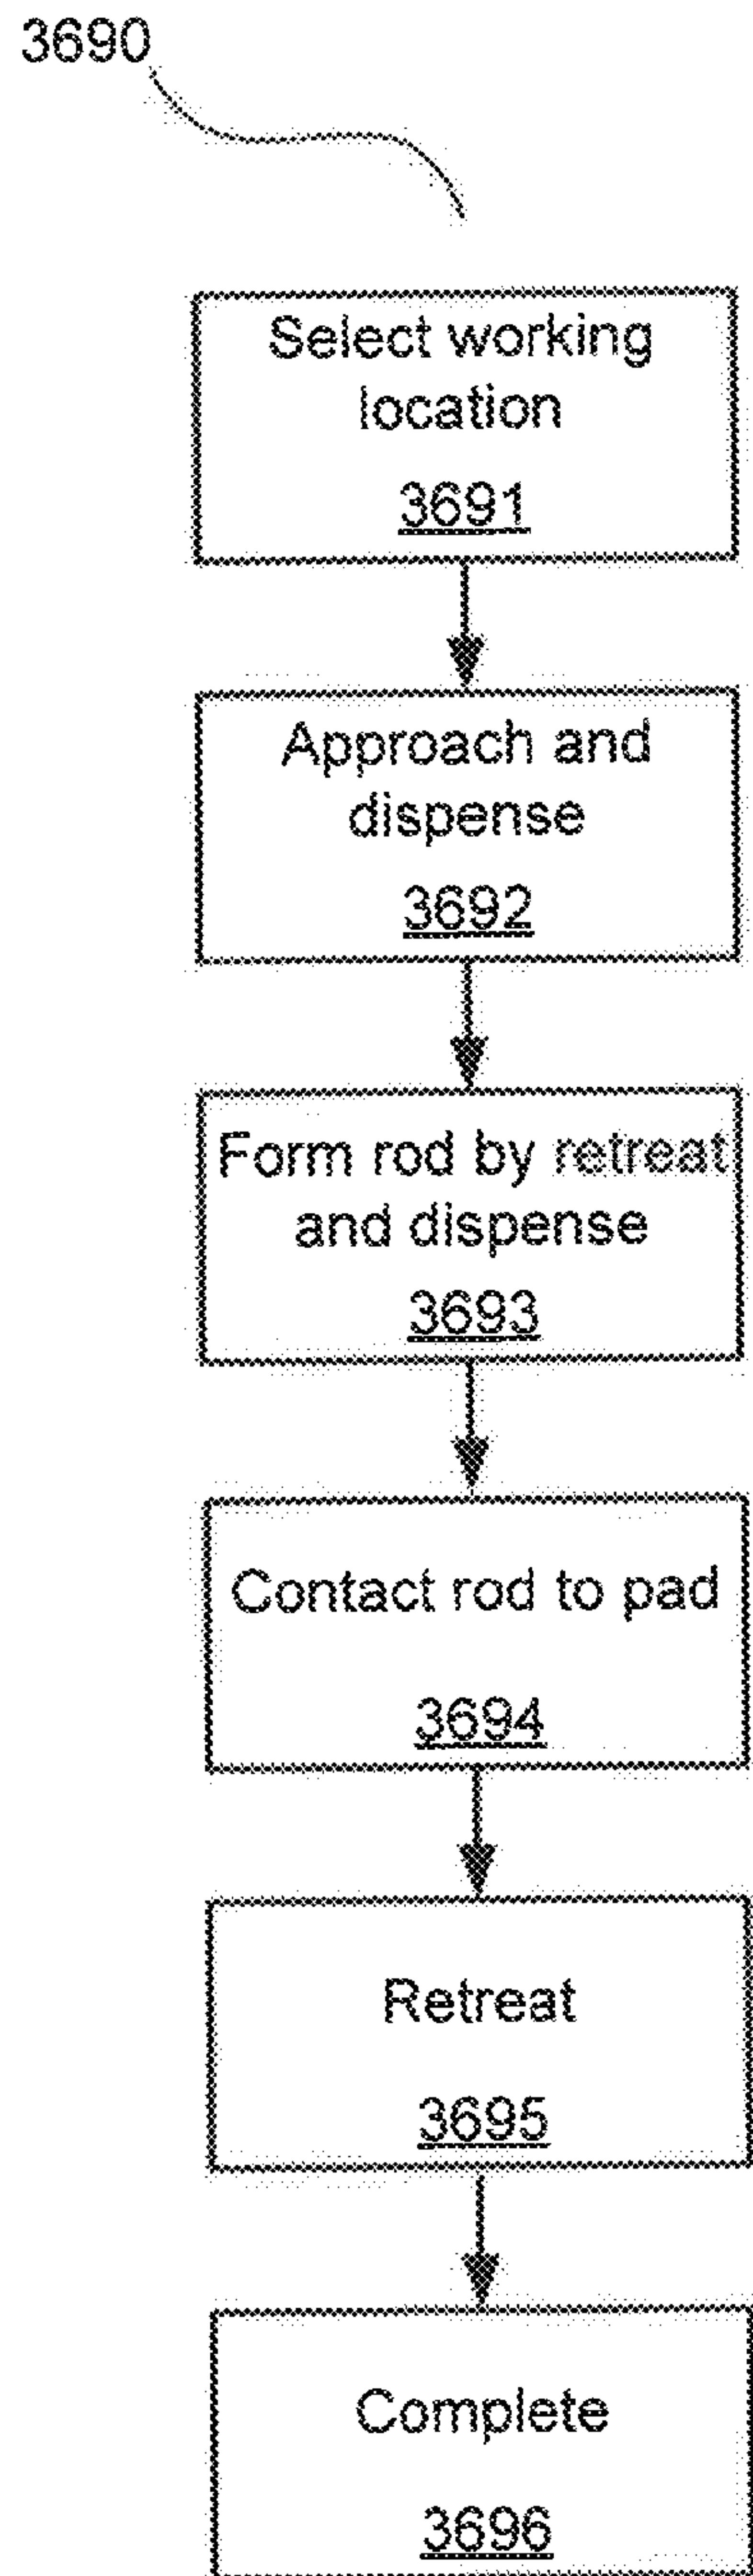 3690
Select working
location
3691
Approach and
dispense
3692
Form rod by retreat
and dispense
3693
Contact rod to pad
3694
Retreat
3695
Complete
3696